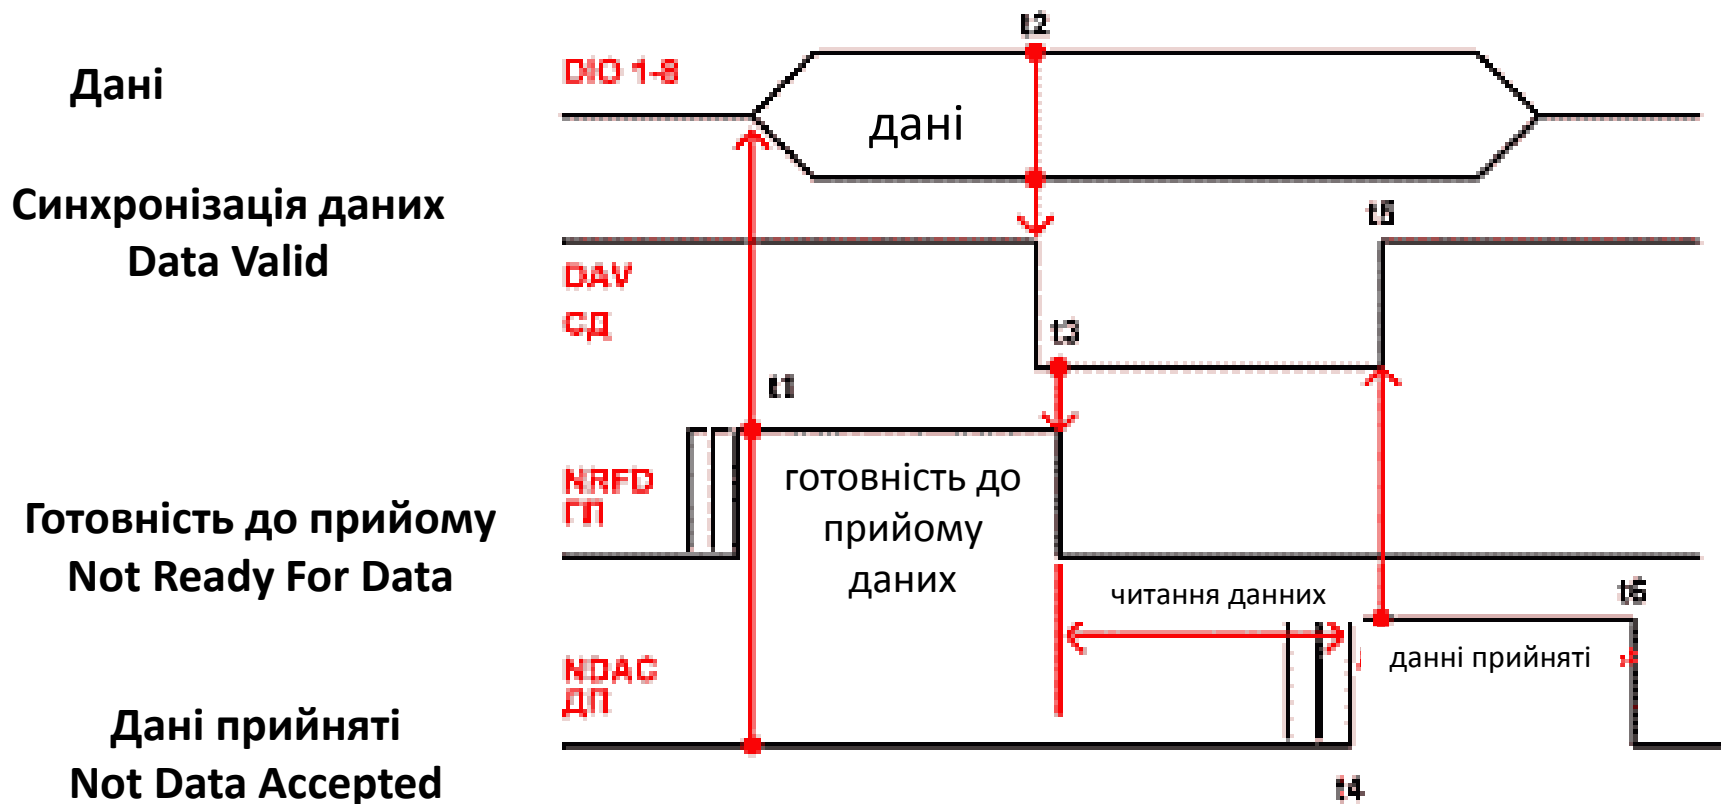 t2
DIO 1-8
Дані
дані
Синхронізація даних
Data Valid
t5
DAV
СД
t3
t1
NRFD
ГП
готовність до
прийому
даних
Готовність до прийому
Not Ready For Data
читання данних
t6
NDAC
ДП
данні прийняті
Дані прийняті
Not Data Accepted
t4